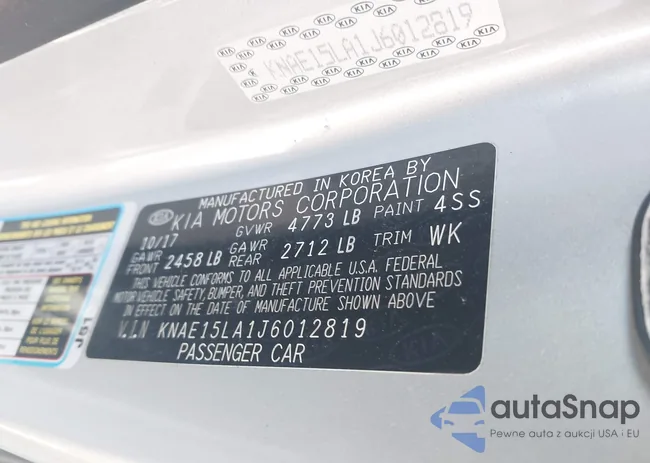 KNAE15LA1J6012819
MANUFACTURED IN KOREA BY
KIA KIA MOTORS CORPORATION
10/17 GVWR 4773 LB PAINT 4SS
GAWR FRONT 2458 LB GAWR REAR 2712 LB TRIM WK
THIS VEHICLE CONFORMS TO ALL APPLICABLE U.S.A. FEDERAL
MOTOR VEHICLE SAFETY, BUMPER, AND THEFT PREVENTION STANDARDS
IN EFFECT ON THE DATE OF MANUFACTURE SHOWN ABOVE
V.I.N KNAE15LA1J6012819
PASSENGER CAR
J51
autaSnap
Pewne auta z aukcji USA i EU